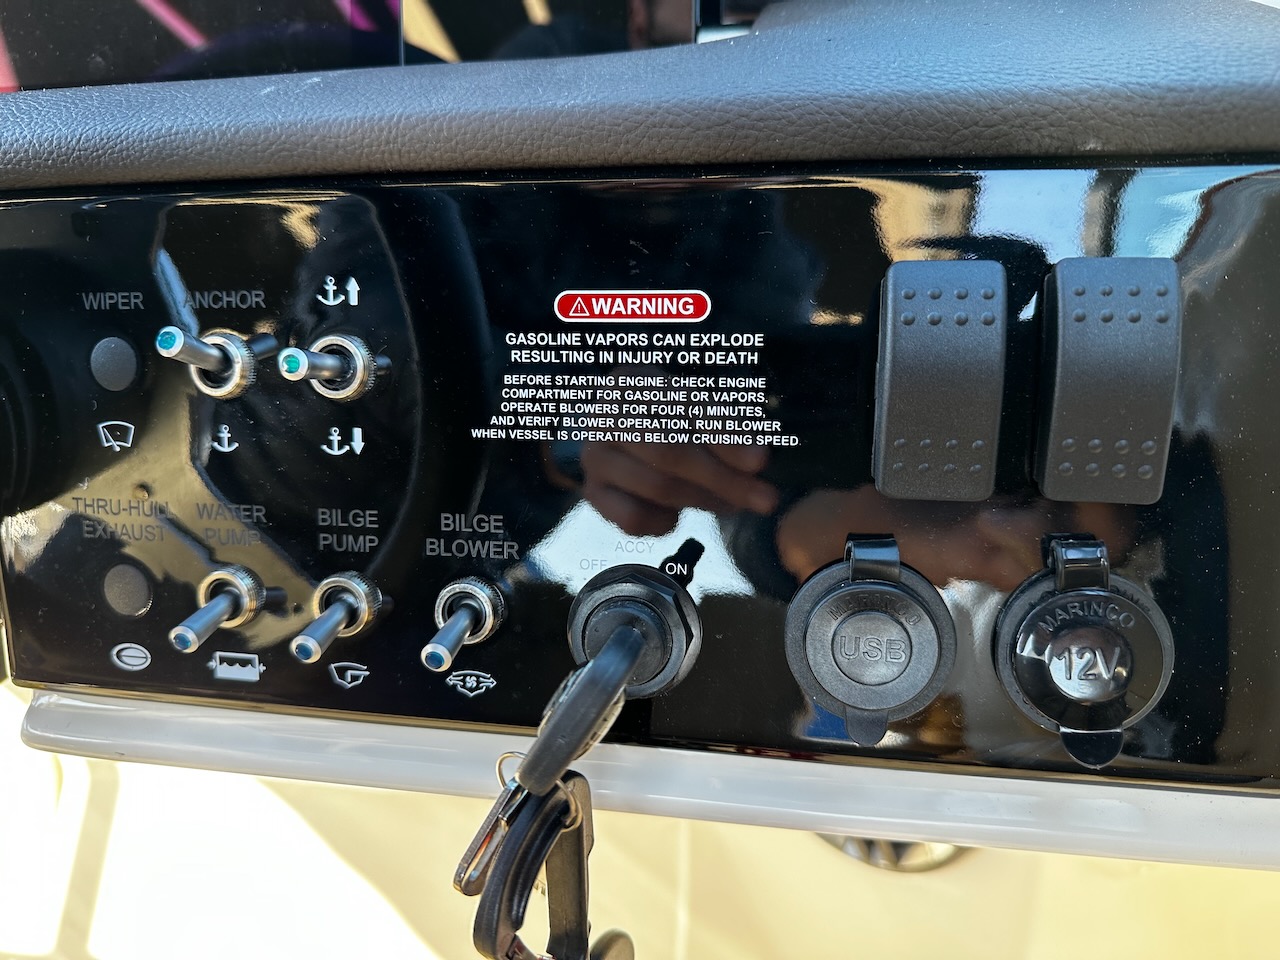 WIPER
ANCHOR
WARNING
GASOLINE VAPORS CAN EXPLODE
RESULTING IN INJURY OR DEATH
BEFORE STARTING ENGINE: CHECK ENGINE
COMPARTMENT FOR GASOLINE OR VAPORS,
OPERATE BLOWERS FOR FOUR (4) MINUTES,
AND VERIFY BLOWER OPERATION. RUN BLOWER
WHEN VESSEL IS OPERATING BELOW CRUISING SPEED.
THRU-HULL
EXHAUST
WATER
PUMP
BILGE
PUMP
BILGE
BLOWER
OFF
ACCY
ON
MARINCO
USB
MARINCO
12V